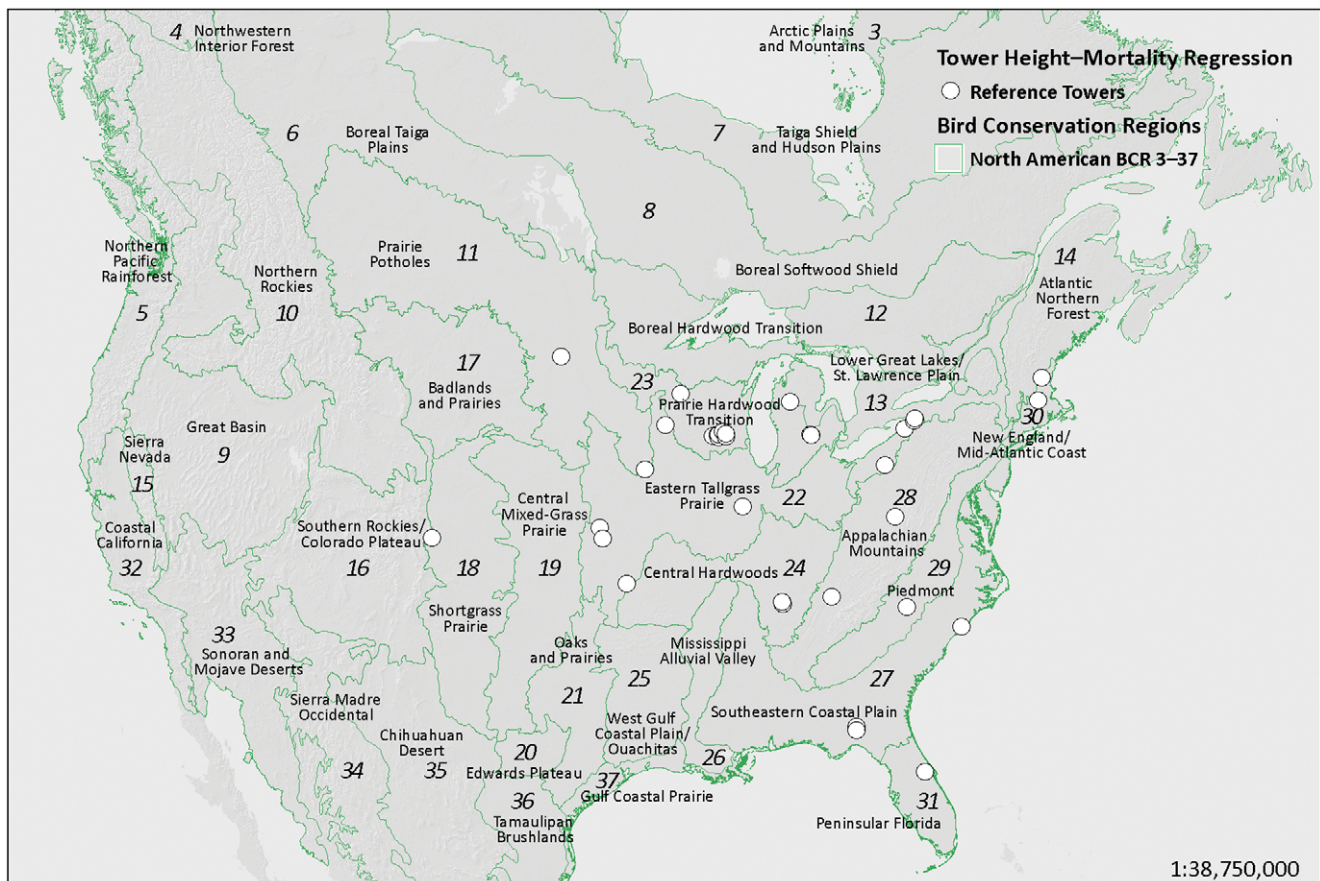 4 Northwestern
Interior Forest
Arctic Plains
and Mountains
3
Tower Height–Mortality Regression
Reference Towers
Bird Conservation Regions
North American BCR 3–37
6
Boreal Taiga
Plains
7
Taiga Shield
and Hudson Plains
8
Northern
Pacific
Rainforest
5
Northern
Rockies
10
Prairie
Potholes
11
Boreal Softwood Shield
14
Atlantic
Northern
Forest
12
Boreal Hardwood Transition
17
Badlands
and Prairies
23
Prairie Hardwood
Transition
Lower Great Lakes/
St. Lawrence Plain
13
30
New England/
Mid-Atlantic Coast
Great Basin
9
Sierra
Nevada
15
Coastal
California
32
Southern Rockies/
Colorado Plateau
16
18
Shortgrass
Prairie
Central
Mixed-Grass
Prairie
19
Eastern Tallgrass
Prairie
22
28
Appalachian
Mountains
29
Piedmont
Central Hardwoods
24
33
Sonoran and
Mojave Deserts
Sierra Madre
Occidental
34
Chihuahuan
Desert
35
Oaks
and Prairies
21
25
West Gulf
Coastal Plain/
Ouachitas
Mississippi
Alluvial Valley
27
Southeastern Coastal Plain
20
Edwards Plateau
26
37
Gulf Coastal Prairie
36
Tamaulipan
Brushlands
31
Peninsular Florida
1:38,750,000